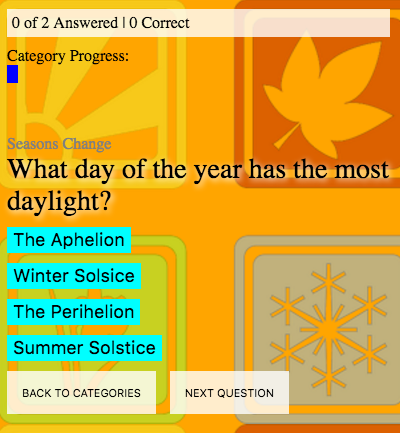 0 of 2 Answered | 0 Correct
Category Progress:
Seasons Change
What day of the year has the most
daylight?
The Aphelion
Winter Solsice
The Perihelion
Summer Solstice
BACK TO CATEGORIES
NEXT QUESTION